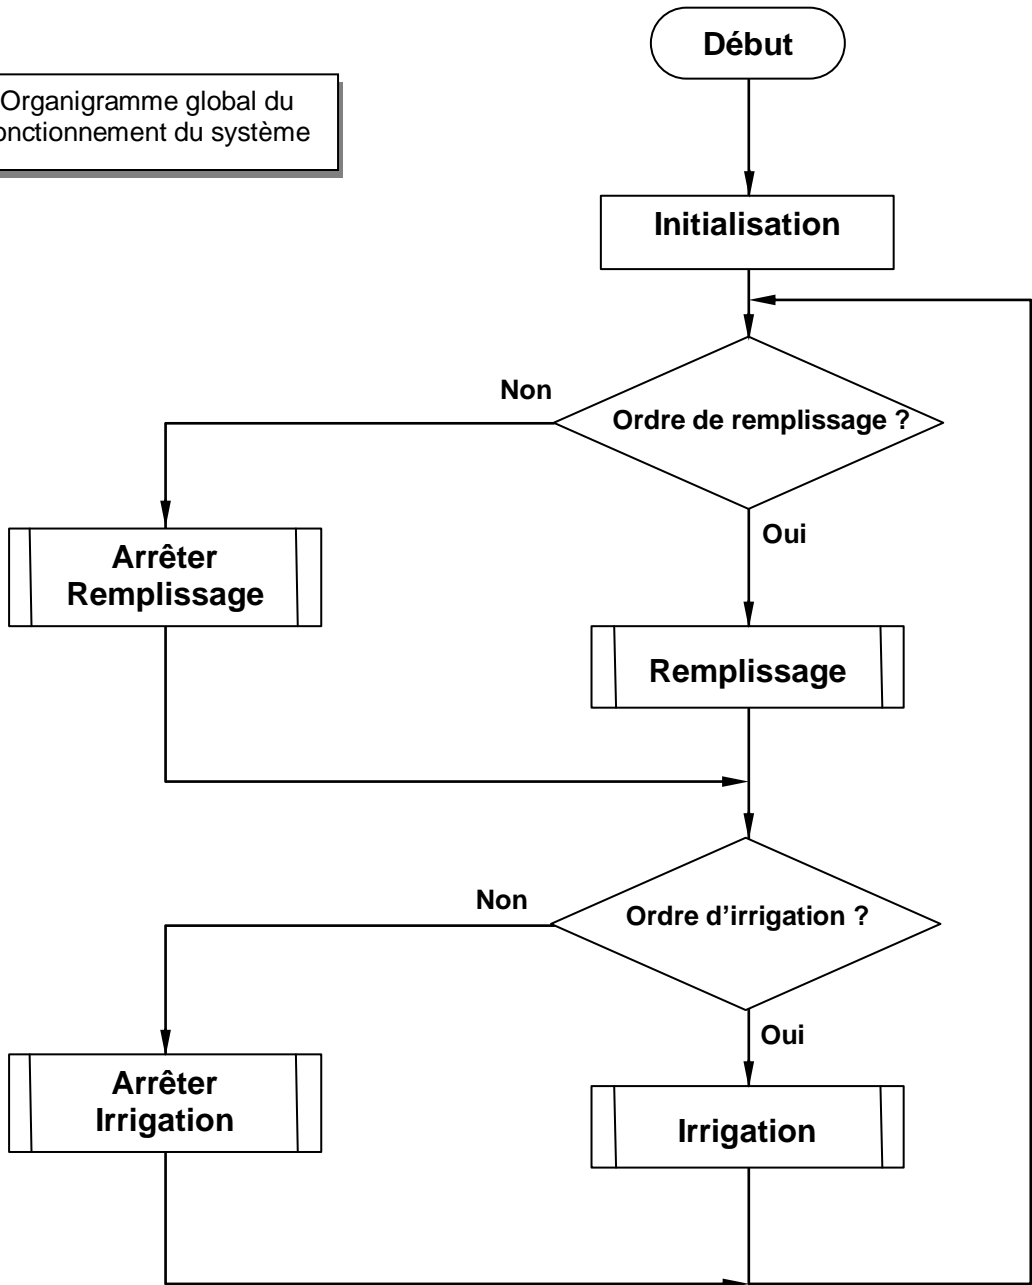 Début
Organigramme global du
onctionnement du système
Initialisation
Non
Ordre de remplissage ?
Oui
Arrêter
Remplissage
Remplissage
Non
Ordre d’irrigation ?
Oui
Arrêter
Irrigation
Irrigation